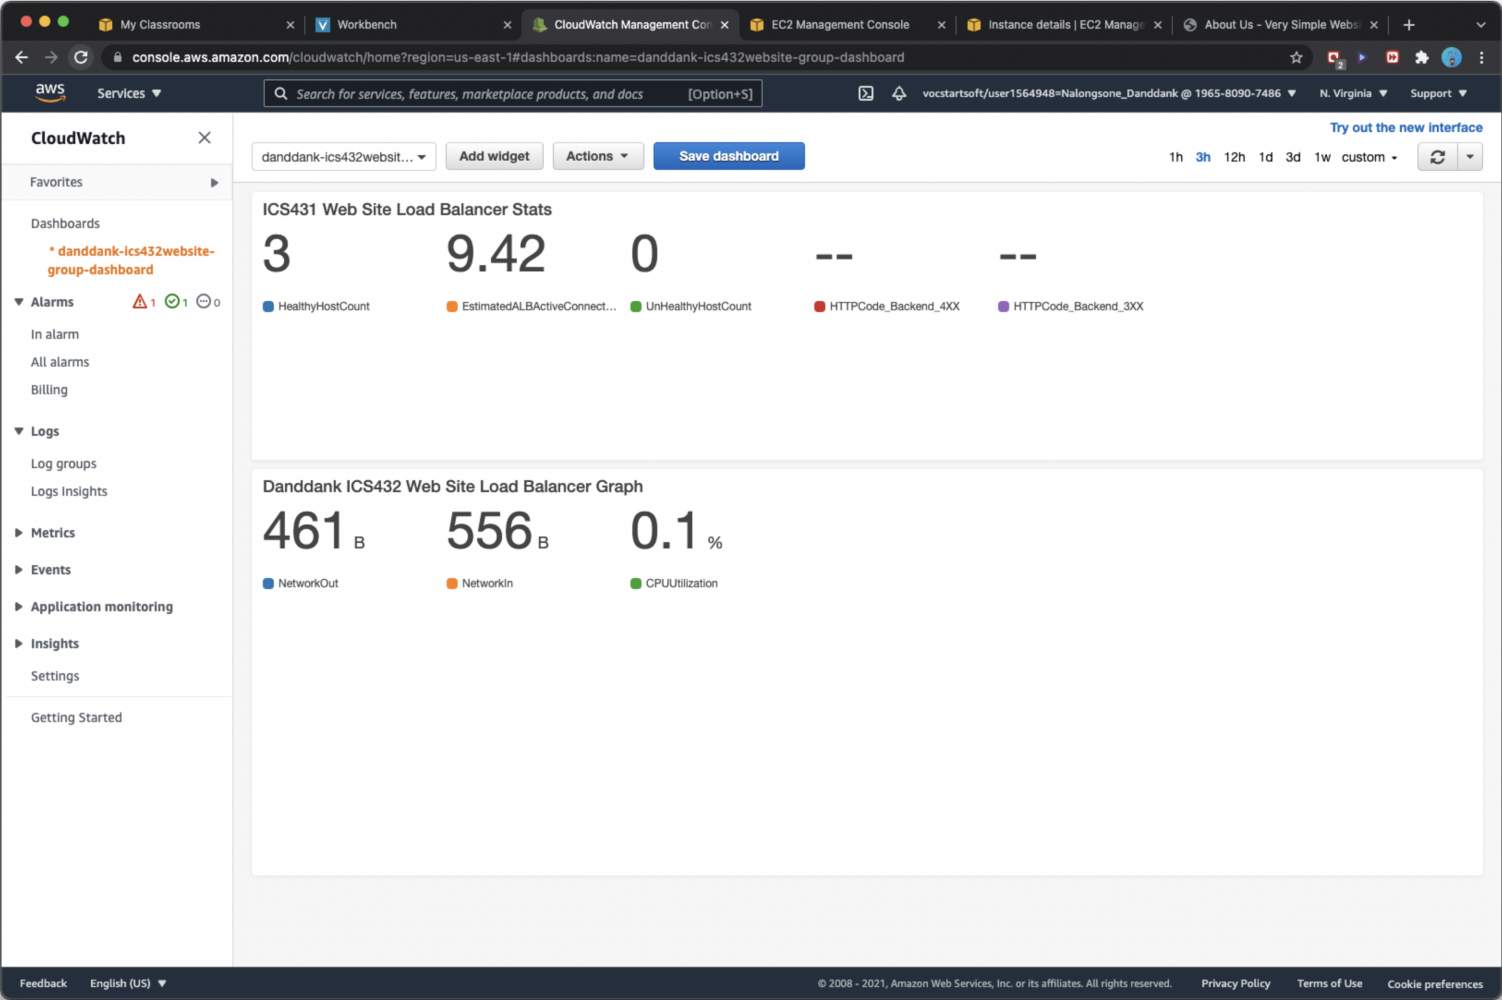 My Classrooms
Workbench
CloudWatch Management Con
EC2 Management Console
Instance details | EC2 Manage
About Us - Very Simple Webs
console.aws.amazon.com/cloudwatch/home?region=us-east-1#dashboards:name=danddank-ics432website-group-dashboard
2
aws
Services
Search for services, features, marketplace products, and docs [Option+S]
vocstartsoft/user1564948=Nalongsone_Danddank @ 1965-8090-7486
N. Virginia
Support
CloudWatch
Favorites
Dashboards
* danddank-ics432website-
group-dashboard
Alarms 1 1 0
In alarm
All alarms
Billing
Logs
Log groups
Logs Insights
Metrics
Events
Application monitoring
Insights
Settings
Getting Started
Try out the new interface
danddank-ics432websit...
Add widget
Actions
Save dashboard
1h 3h 12h 1d 3d 1w custom
ICS431 Web Site Load Balancer Stats
3 9.42 0 -- --
HealthyHostCount EstimatedALBActiveConnect... UnHealthyHostCount HTTPCode_Backend_4XX HTTPCode_Backend_3XX
Danddank ICS432 Web Site Load Balancer Graph
461 B 556 B 0.1 %
NetworkOut NetworkIn CPUUtilization
Feedback English (US)
© 2008 - 2021, Amazon Web Services, Inc. or its affiliates. All rights reserved. Privacy Policy Terms of Use Cookie preferences